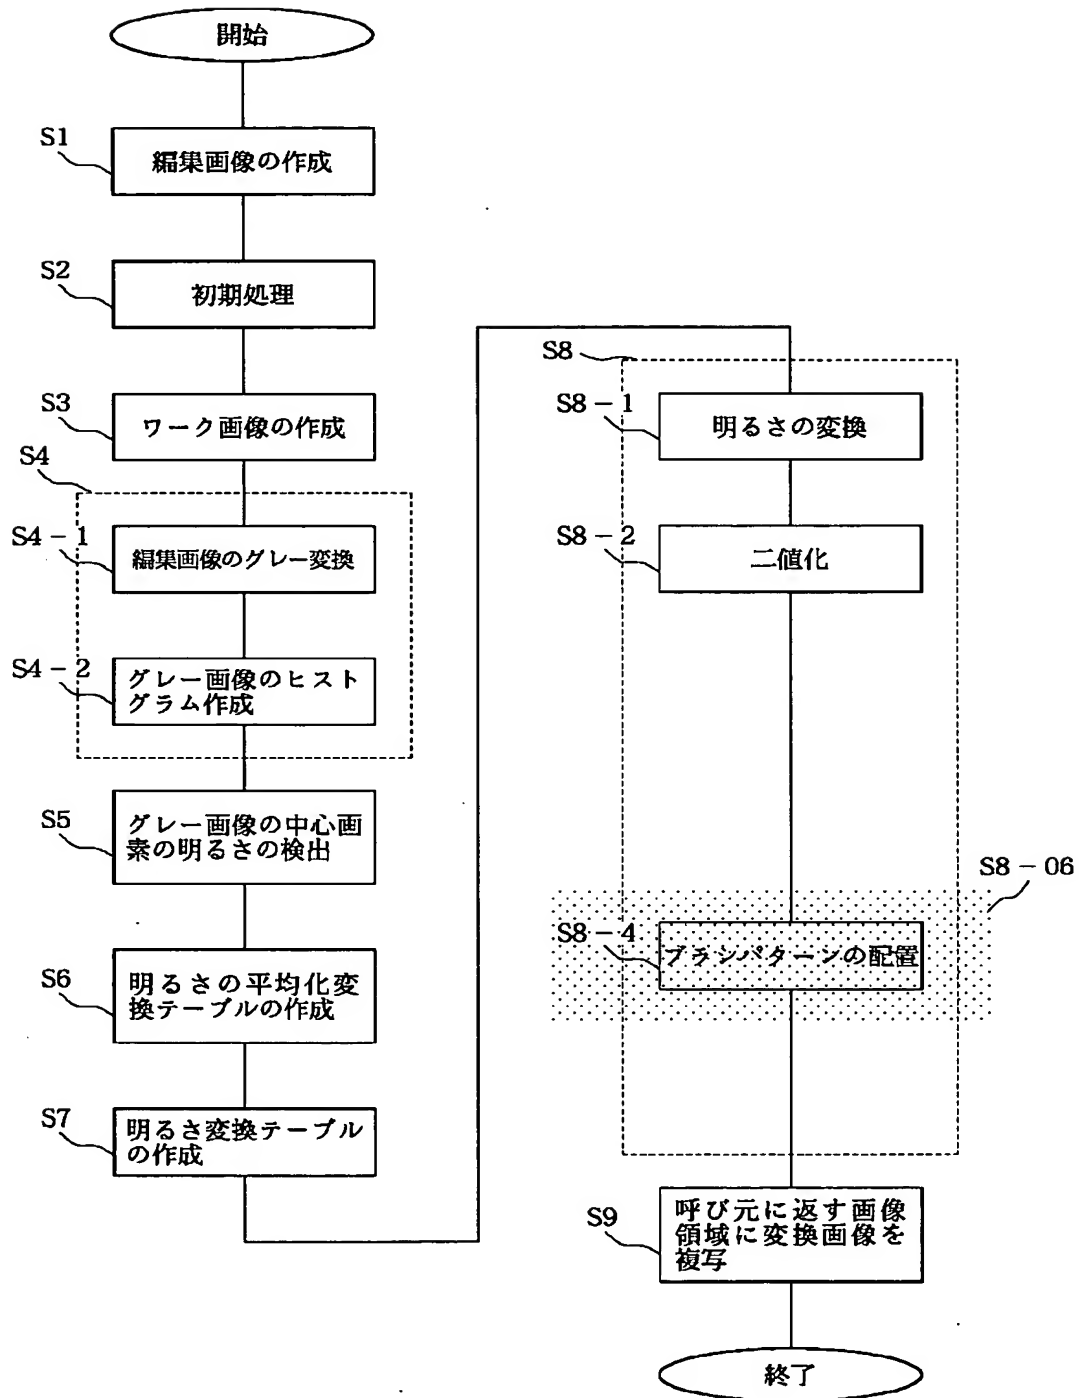 開始
S1
編集画像の作成
S2
初期処理
S3
ワーク画像の作成
S4
S4-1
編集画像のグレー変換
S4-2
グレー画像のヒスト
グラム作成
S5
グレー画像の中心画
素の明るさの検出
S6
明るさの平均化変
換テーブルの作成
S7
明るさ変換テーブル
の作成
S8
S8-1
明るさの変換
S8-2
二値化
S8-06
S8-4
ブラシパターンの配置
S9
呼び元に返す画像
領域に変換画像を
複写
終了